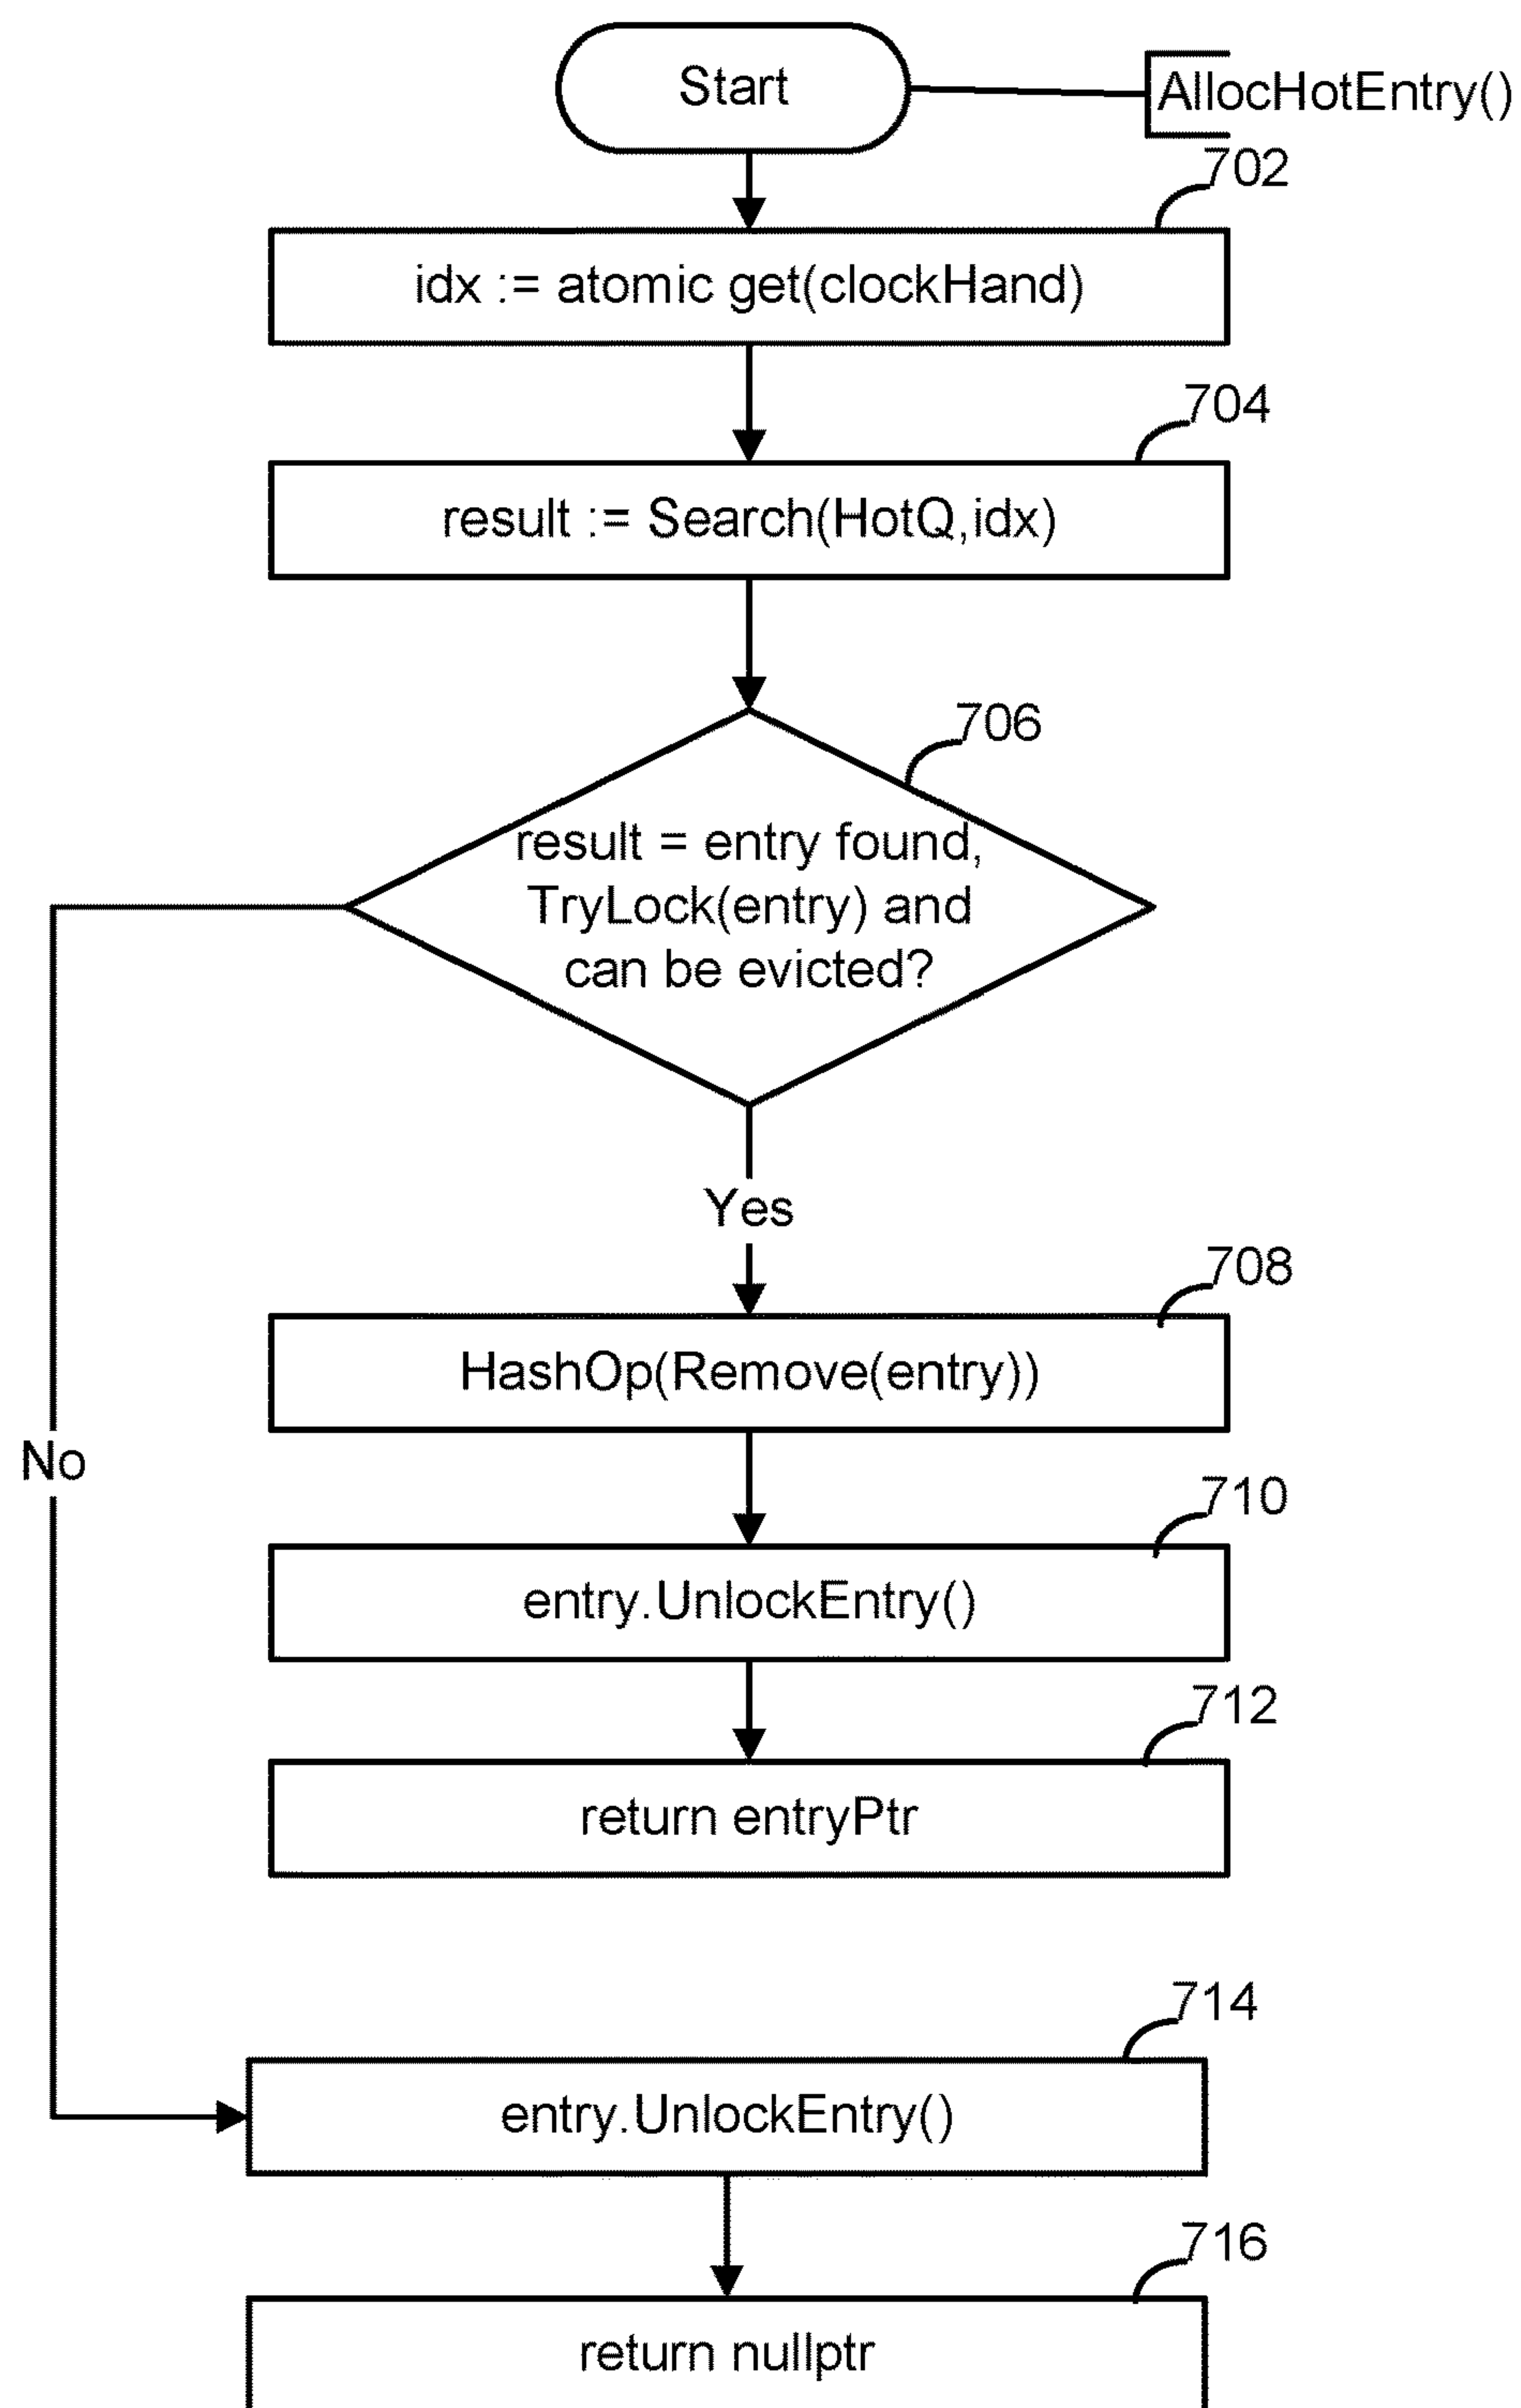 Start
AllocHotEntry()
702
idx := atomic get(clockHand)
704
result := Search(HotQ,idx)
706
result = entry found,
TryLock(entry) and
can be evicted?
Yes
708
HashOp(Remove(entry))
No
710
entry.UnlockEntry()
712
return entryPtr
714
entry.UnlockEntry()
716
return nullptr